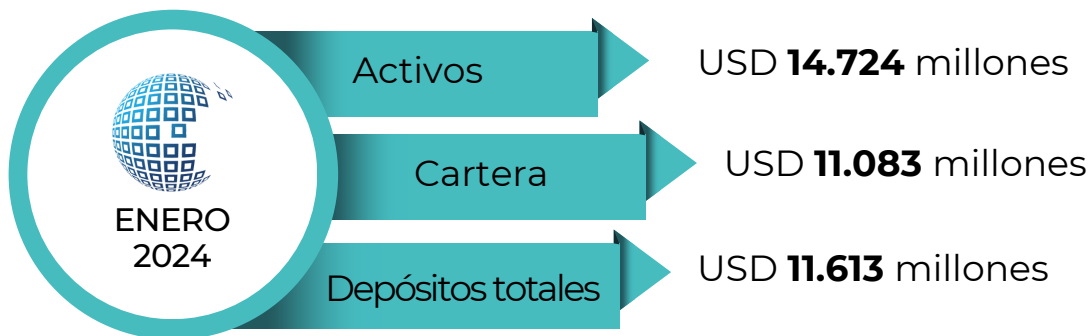 ENERO
2024
Activos
USD 14.724 millones
Cartera
USD 11.083 millones
Depósitos totales
USD 11.613 millones